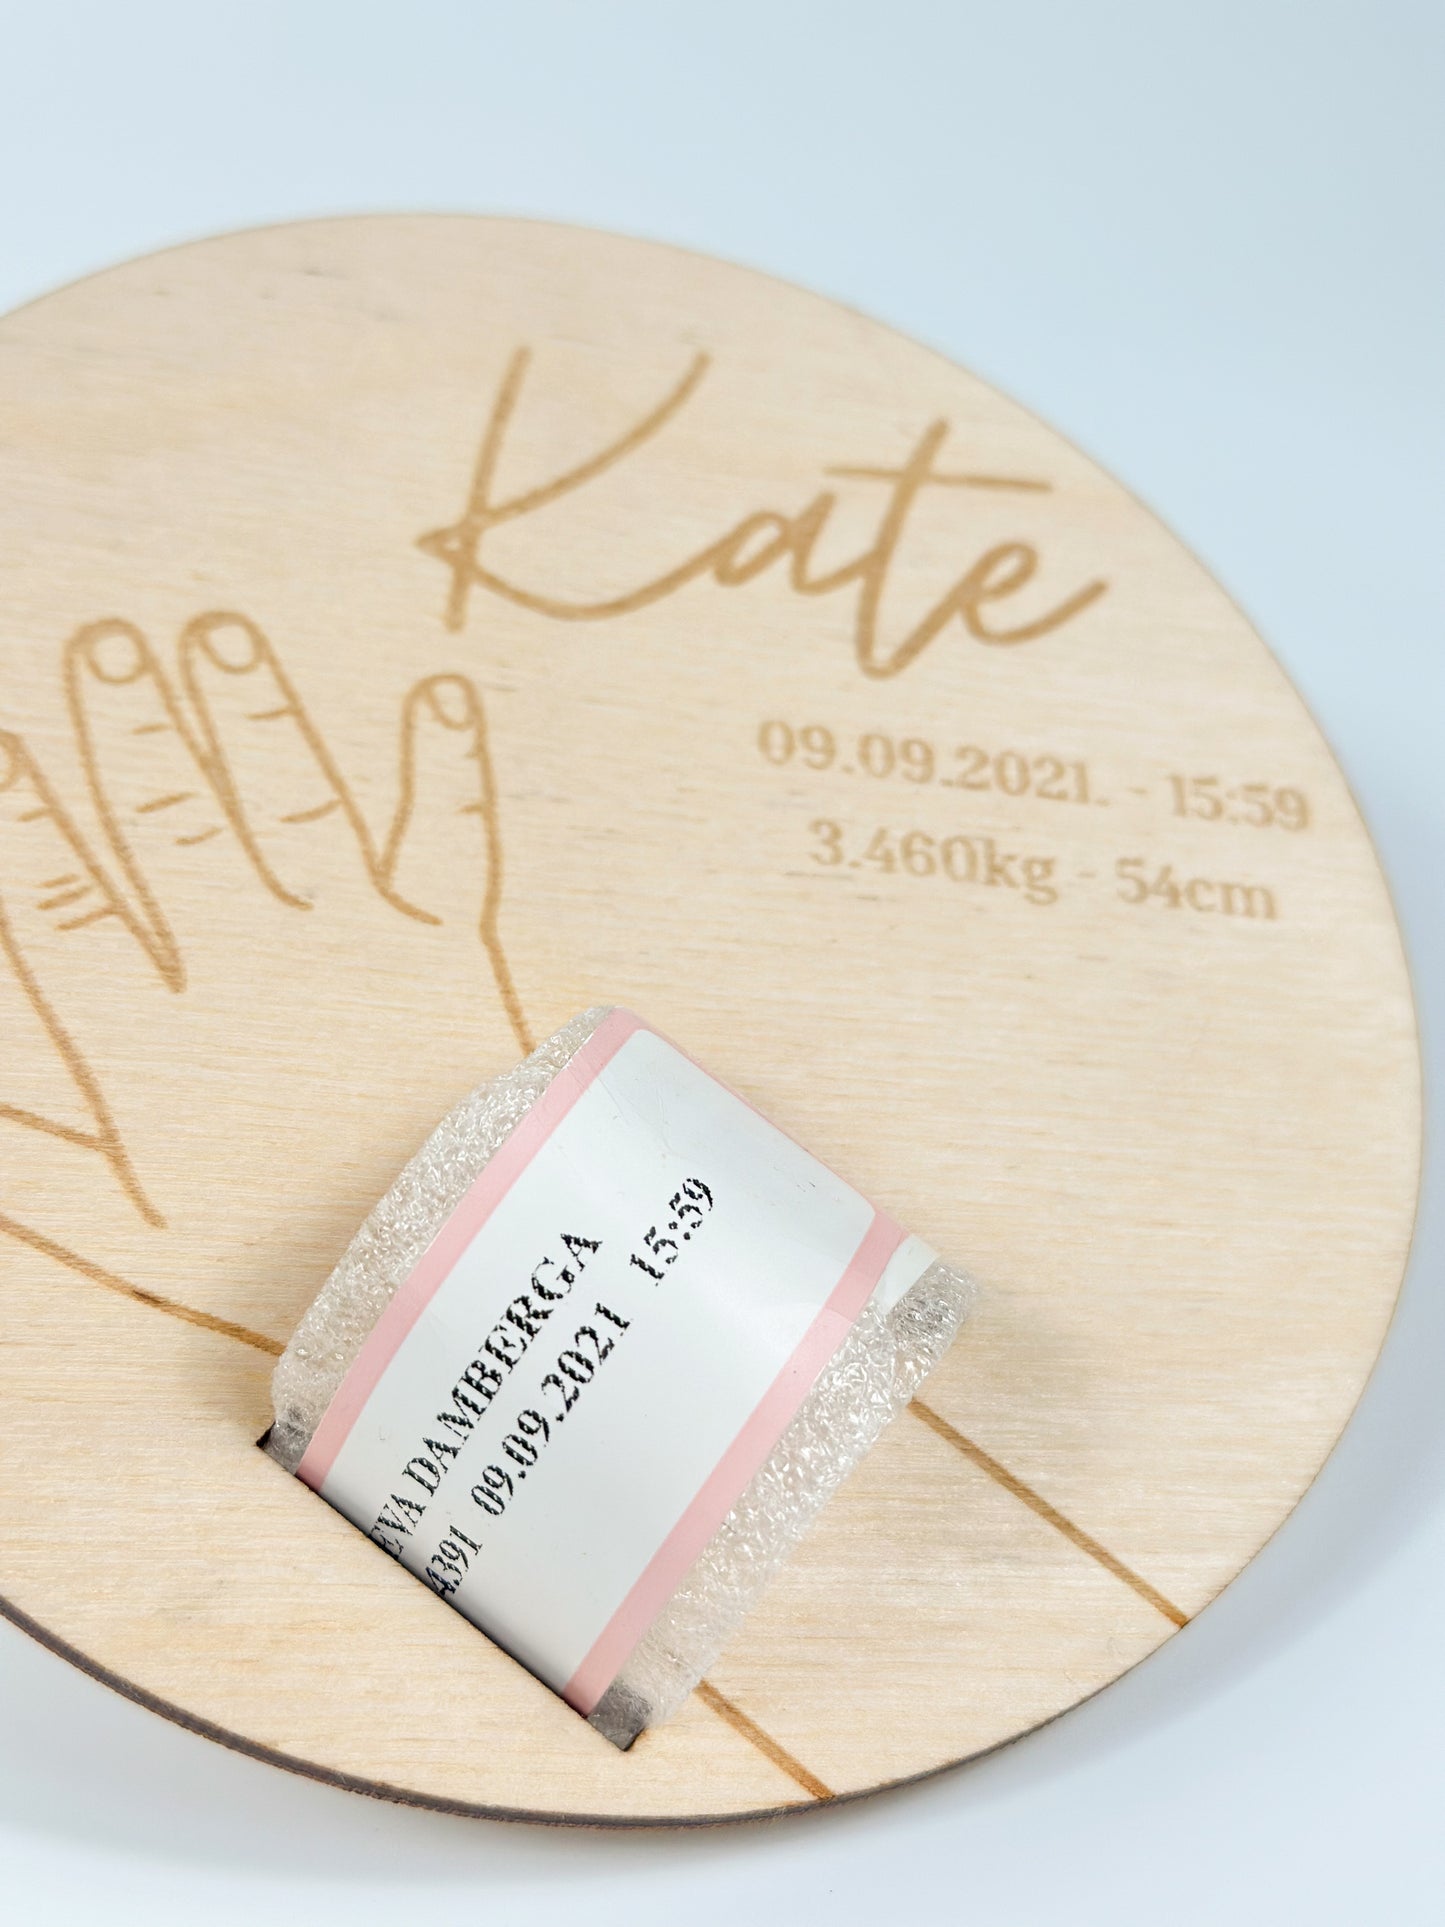 Kate
09.09.2021. - 15:59
3.460kg - 54cm
EVA DAMBERGA
4391 09.09.2021 15:59